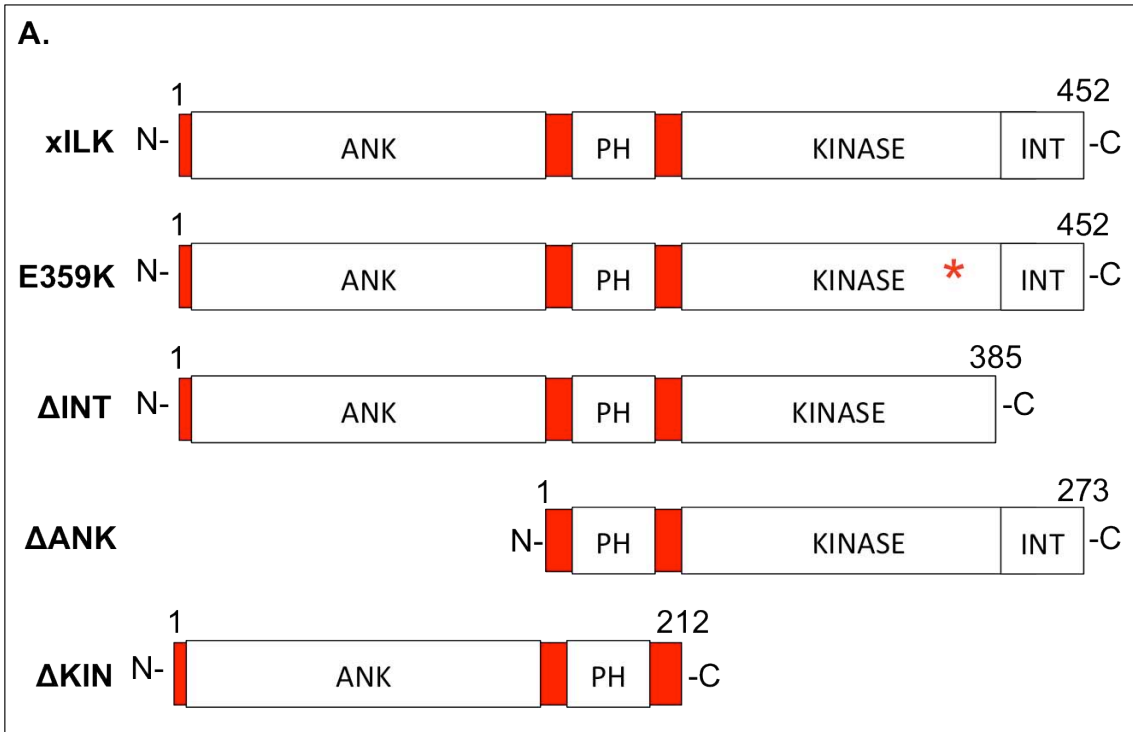 A.
1 452
xILK N- ANK PH KINASE INT -C
1 452
E359K N- ANK PH KINASE * INT -C
1 385
ΔINT N- ANK PH KINASE -C
1 273
ΔANK N- PH KINASE INT -C
1 212
ΔKIN N- ANK PH -C